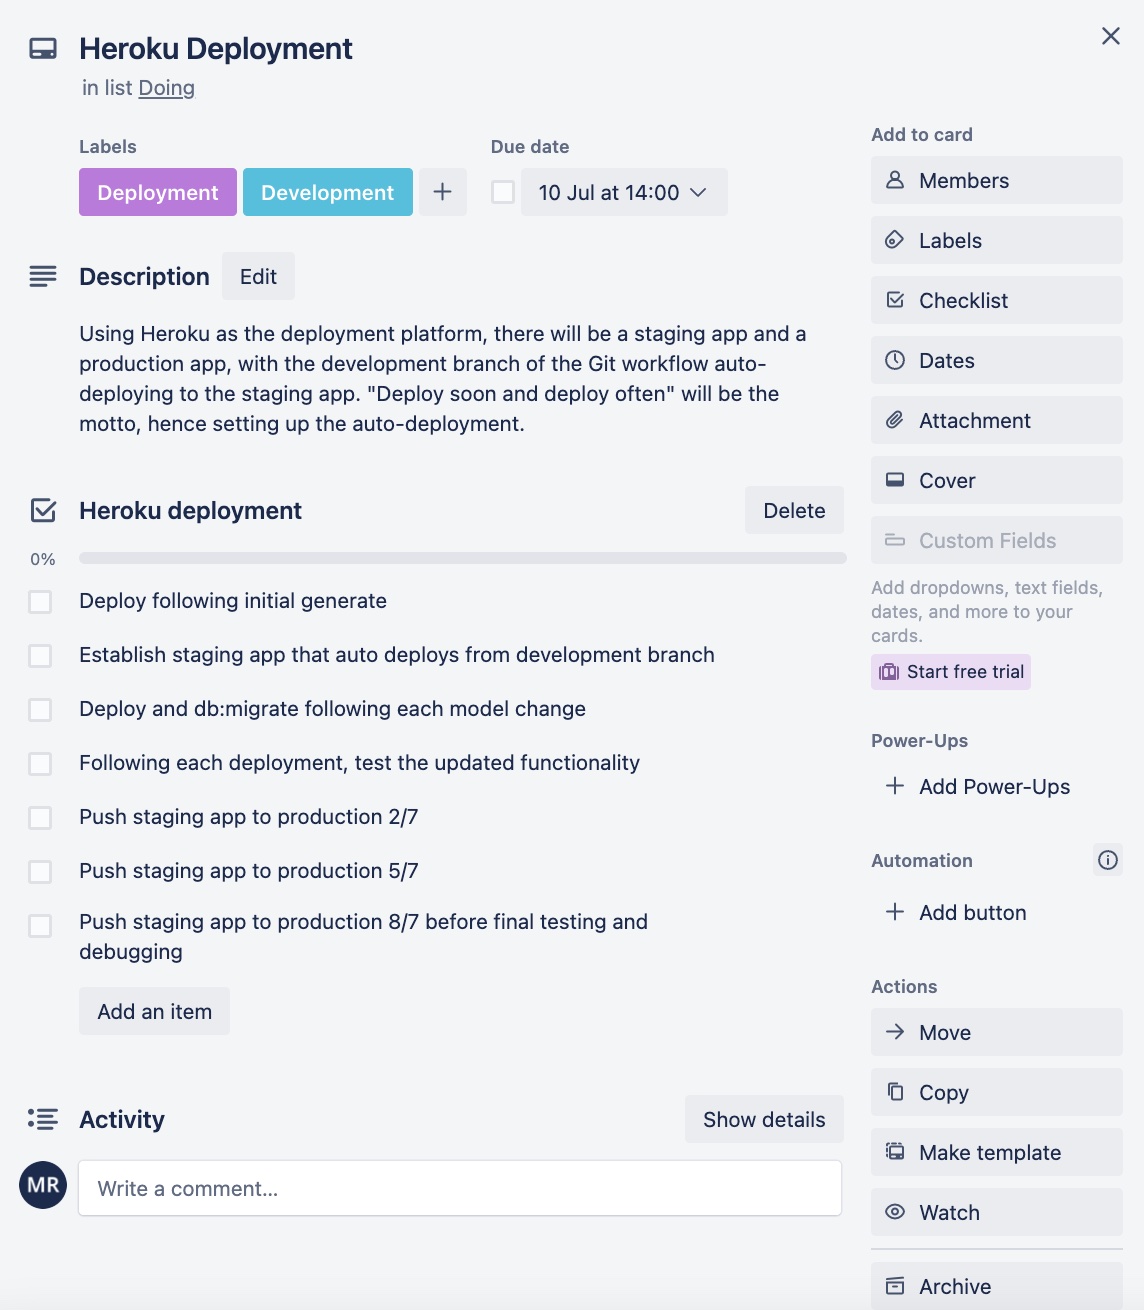 Heroku Deployment
in list Doing
Labels
Deployment
Development
Due date
10 Jul at 14:00
Description
Edit
Using Heroku as the deployment platform, there will be a staging app and a
production app, with the development branch of the Git workflow auto-
deploying to the staging app. "Deploy soon and deploy often" will be the
motto, hence setting up the auto-deployment.
Heroku deployment
Delete
0%
Deploy following initial generate
Establish staging app that auto deploys from development branch
Deploy and db:migrate following each model change
Following each deployment, test the updated functionality
Push staging app to production 2/7
Push staging app to production 5/7
Push staging app to production 8/7 before final testing and
debugging
Add an item
Activity
Show details
MR
Write a comment…
Add to card
Members
Labels
Checklist
Dates
Attachment
Cover
Custom Fields
Add dropdowns, text fields,
dates, and more to your
cards.
Start free trial
Power-Ups
Add Power-Ups
Automation
Add button
Actions
Move
Copy
Make template
Watch
Archive